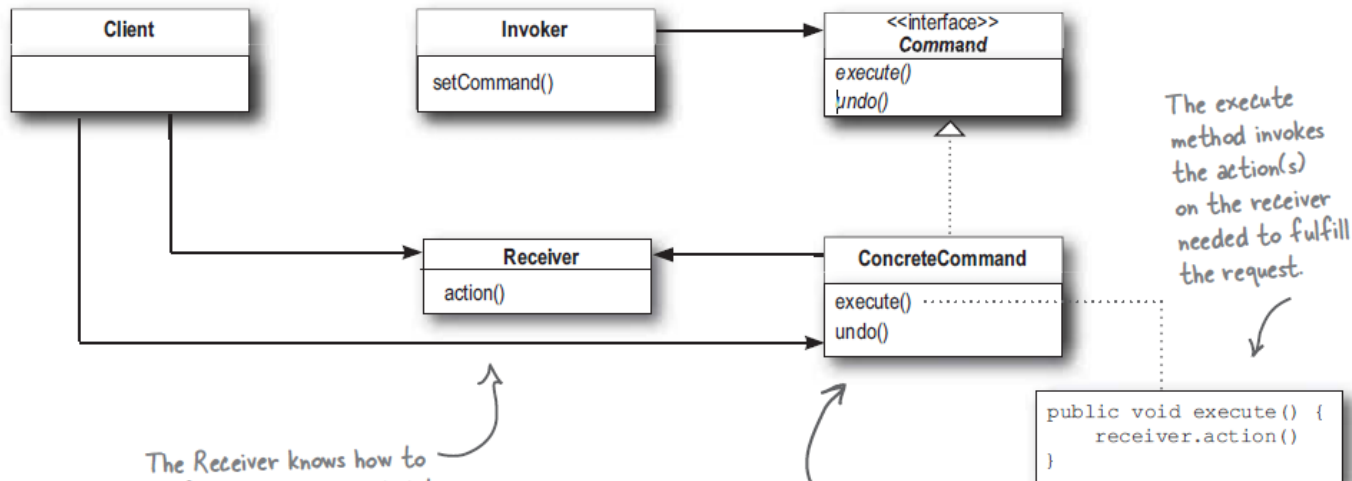 Client
Invoker
setCommand()
<<interface>>
Command
execute()
undo()
The execute
method invokes
the action(s)
on the receiver
needed to fulfill
the request.
Receiver
action()
ConcreteCommand
execute()
undo()
public void execute() {
receiver.action()
}
The Receiver knows how to